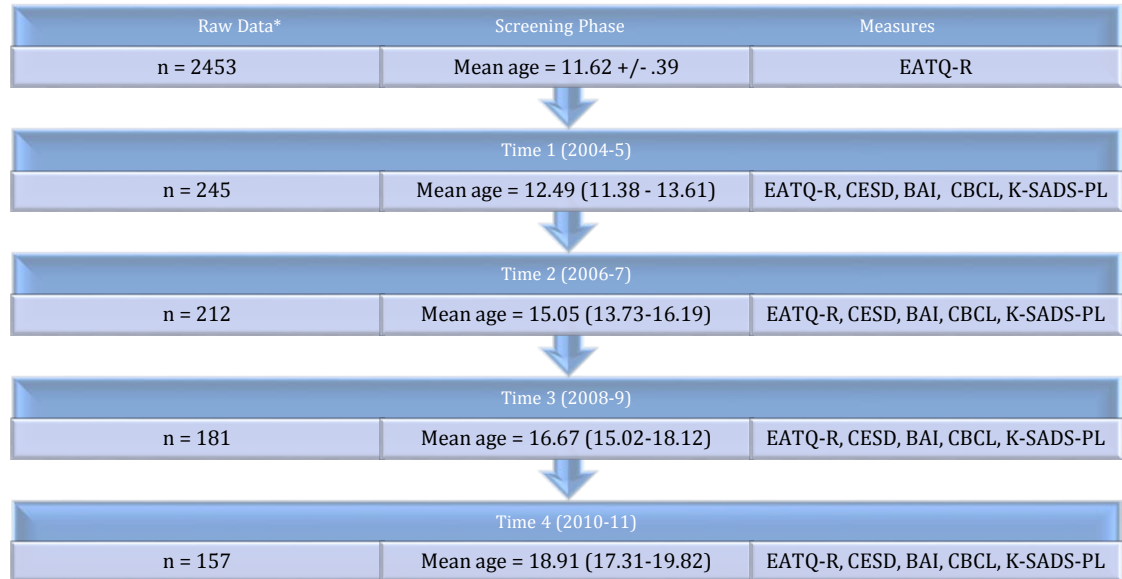 Raw Data* Screening Phase Measures
n = 2453 Mean age = 11.62 +/- .39 EATQ-R
Time 1 (2004-5)
n = 245 Mean age = 12.49 (11.38 - 13.61) EATQ-R, CESD, BAI, CBCL, K-SADS-PL
Time 2 (2006-7)
n = 212 Mean age = 15.05 (13.73-16.19) EATQ-R, CESD, BAI, CBCL, K-SADS-PL
Time 3 (2008-9)
n = 181 Mean age = 16.67 (15.02-18.12) EATQ-R, CESD, BAI, CBCL, K-SADS-PL
Time 4 (2010-11)
n = 157 Mean age = 18.91 (17.31-19.82) EATQ-R, CESD, BAI, CBCL, K-SADS-PL